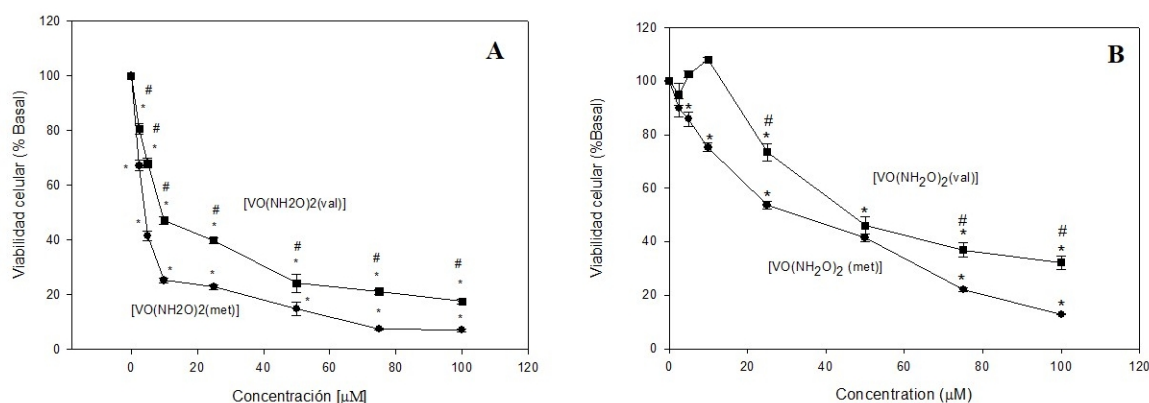 A
Viabilidad celular (% Basal)
120
100
80
60
40
20
0
# * # * # * # * # * # * # *
* * * * * * *
[VO(NH2O)2(val)]
[VO(NH2O)2(met)]
0 20 40 60 80 100 120
Concentración [µM]
B
Viabilidad celular (%Basal)
120
100
80
60
40
20
0
# * * # * # *
* * * * *
[VO(NH₂O)₂(val)]
[VO(NH₂O)₂ (met)]
0 20 40 60 80 100 120
Concentration (µM)